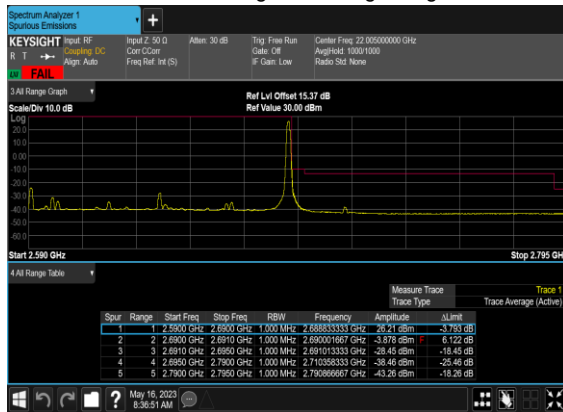 Spectrum Analyzer 1
Spurious Emissions
KEYSIGHT Input: RF Input Z: 50 Ω Atten: 30 dB Trig: Free Run Center Freq: 22.005000000 GHz
R T Coupling: DC Corr CCorr Gate: Off Avg|Hold: 1000/1000
Align: Auto Freq Ref: Int (S) IF Gain: Low Radio Std: None
FAIL
3 All Range Graph
Ref Lvl Offset 15.37 dB
Scale/Div 10.0 dB Ref Value 30.00 dBm
Log
20.0
10.0
0.00
-10.0
-20.0
-30.0
-40.0
-50.0
-60.0
Start 2.590 GHz Stop 2.795 GH
4 All Range Table
Measure Trace Trace 1
Trace Type Trace Average (Active)
Spur Range Start Freq Stop Freq RBW Frequency Amplitude ΔLimit
1 1 2.5900 GHz 2.6900 GHz 1.000 MHz 2.688833333 GHz 26.21 dBm -3.793 dB
2 2 2.6900 GHz 2.6910 GHz 1.000 MHz 2.690001667 GHz -3.878 dBm F 6.122 dB
3 3 2.6910 GHz 2.6950 GHz 1.000 MHz 2.691013333 GHz -28.45 dBm -18.45 dB
4 4 2.6950 GHz 2.7900 GHz 1.000 MHz 2.710358333 GHz -38.46 dBm -25.46 dB
5 5 2.7900 GHz 2.7950 GHz 1.000 MHz 2.790866667 GHz -43.26 dBm -18.26 dB
May 16, 2023
8:36:51 AM